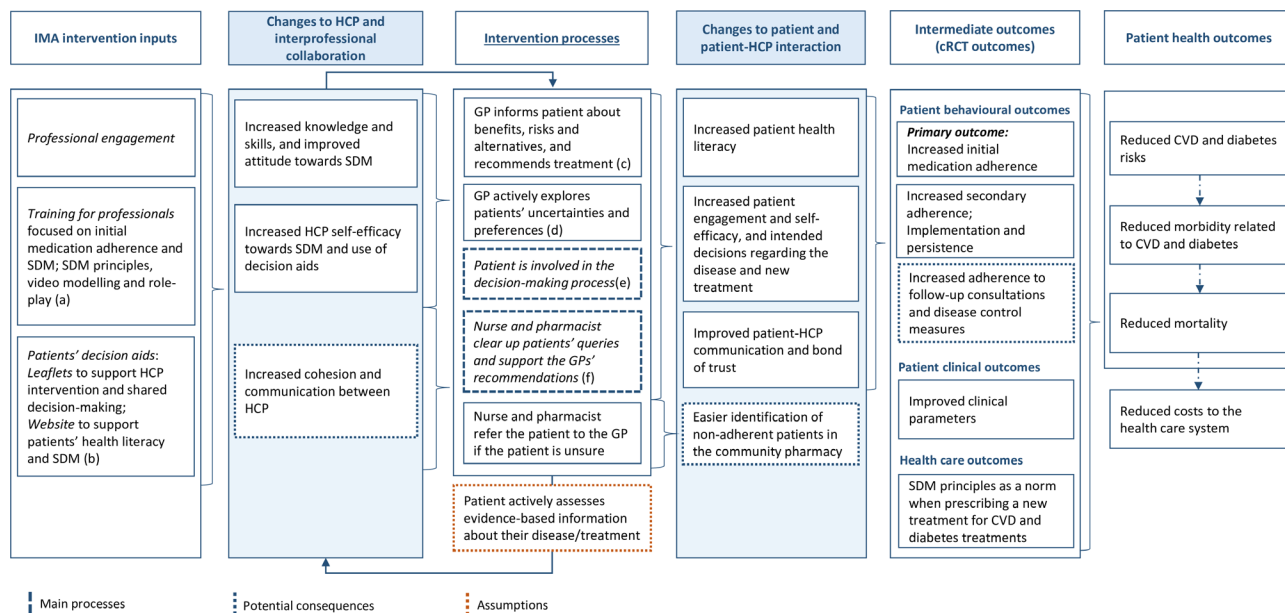 IMA intervention inputs
Changes to HCP and
interprofessional
collaboration
Intervention processes
Changes to patient and
patient-HCP interaction
Intermediate outcomes
(cRCT outcomes)
Patient health outcomes
Professional engagement
Training for professionals
focused on initial
medication adherence and
SDM; SDM principles,
video modelling and role-
play (a)
Patients’ decision aids:
Leaflets to support HCP
intervention and shared
decision-making;
Website to support
patients’ health literacy
and SDM (b)
Increased knowledge and
skills, and improved
attitude towards SDM
Increased HCP self-efficacy
towards SDM and use of
decision aids
Increased cohesion and
communication between
HCP
GP informs patient about
benefits, risks and
alternatives, and
recommends treatment (c)
GP actively explores
patients’ uncertainties and
preferences (d)
Patient is involved in the
decision-making process(e)
Nurse and pharmacist
clear up patients’ queries
and support the GPs’
recommendations (f)
Nurse and pharmacist
refer the patient to the GP
if the patient is unsure
Patient actively assesses
evidence-based information
about their disease/treatment
Increased patient health
literacy
Increased patient
engagement and self-
efficacy, and intended
decisions regarding the
disease and new
treatment
Improved patient-HCP
communication and bond
of trust
Easier identification of
non-adherent patients in
the community pharmacy
Patient behavioural outcomes
Primary outcome:
Increased initial
medication adherence
Increased secondary
adherence;
Implementation and
persistence
Increased adherence to
follow-up consultations
and disease control
measures
Patient clinical outcomes
Improved clinical
parameters
Health care outcomes
SDM principles as a norm
when prescribing a new
treatment for CVD and
diabetes treatments
Reduced CVD and diabetes
risks
Reduced morbidity related
to CVD and diabetes
Reduced mortality
Reduced costs to the
health care system
Main processes
Potential consequences
Assumptions